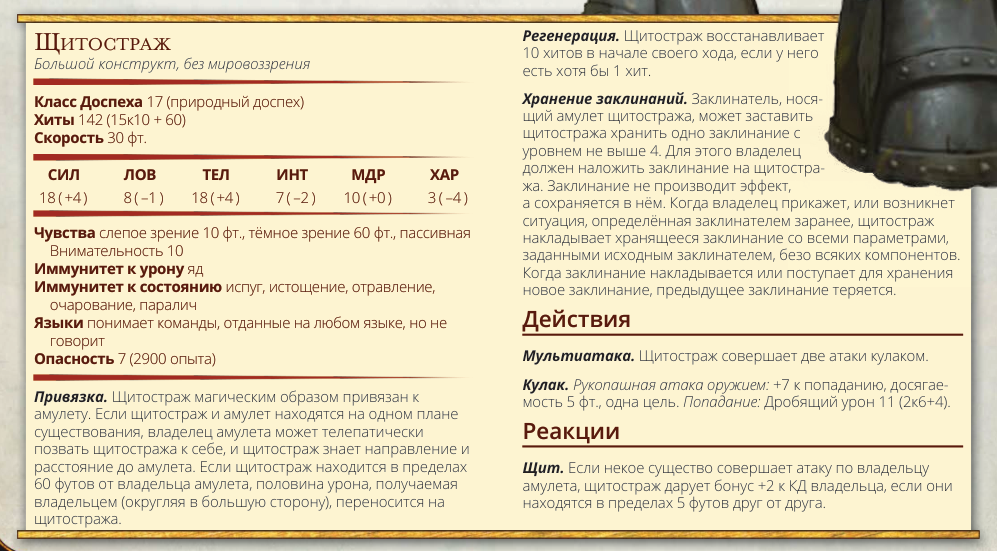 Щитостраж
Большой конструкт, без мировоззрения
Класс Доспеха 17 (природный доспех)
Хиты 142 (15к10 + 60)
Скорость 30 фт.
СИЛ ЛОВ ТЕЛ ИНТ МДР ХАР
18 (+4) 8 (–1) 18 (+4) 7 (–2) 10 (+0) 3 (–4)
Чувства слепое зрение 10 фт., тёмное зрение 60 фт., пассивная
Внимательность 10
Иммунитет к урону яд
Иммунитет к состоянию испуг, истощение, отравление,
очарование, паралич
Языки понимает команды, отданные на любом языке, но не
говорит
Опасность 7 (2900 опыта)
Привязка. Щитостраж магическим образом привязан к
амулету. Если щитостраж и амулет находятся на одном плане
существования, владелец амулета может телепатически
позвать щитостража к себе, и щитостраж знает направление и
расстояние до амулета. Если щитостраж находится в пределах
60 футов от владельца амулета, половина урона, получаемая
владельцем (округляя в большую сторону), переносится на
щитостража.
Регенерация. Щитостраж восстанавливает
10 хитов в начале своего хода, если у него
есть хотя бы 1 хит.
Хранение заклинаний. Заклинатель, нося-
щий амулет щитостража, может заставить
щитостража хранить одно заклинание с
уровнем не выше 4. Для этого владелец
должен наложить заклинание на щитостра-
жа. Заклинание не производит эффект,
а сохраняется в нём. Когда владелец прикажет, или возникнет
ситуация, определённая заклинателем заранее, щитостраж
накладывает хранящееся заклинание со всеми параметрами,
заданными исходным заклинателем, безо всяких компонентов.
Когда заклинание накладывается или поступает для хранения
новое заклинание, предыдущее заклинание теряется.
Действия
Мультиатака. Щитостраж совершает две атаки кулаком.
Кулак. Рукопашная атака оружием: +7 к попаданию, досягае-
мость 5 фт., одна цель. Попадание: Дробящий урон 11 (2к6+4).
Реакции
Щит. Если некое существо совершает атаку по владельцу
амулета, щитостраж дарует бонус +2 к КД владельца, если они
находятся в пределах 5 футов друг от друга.